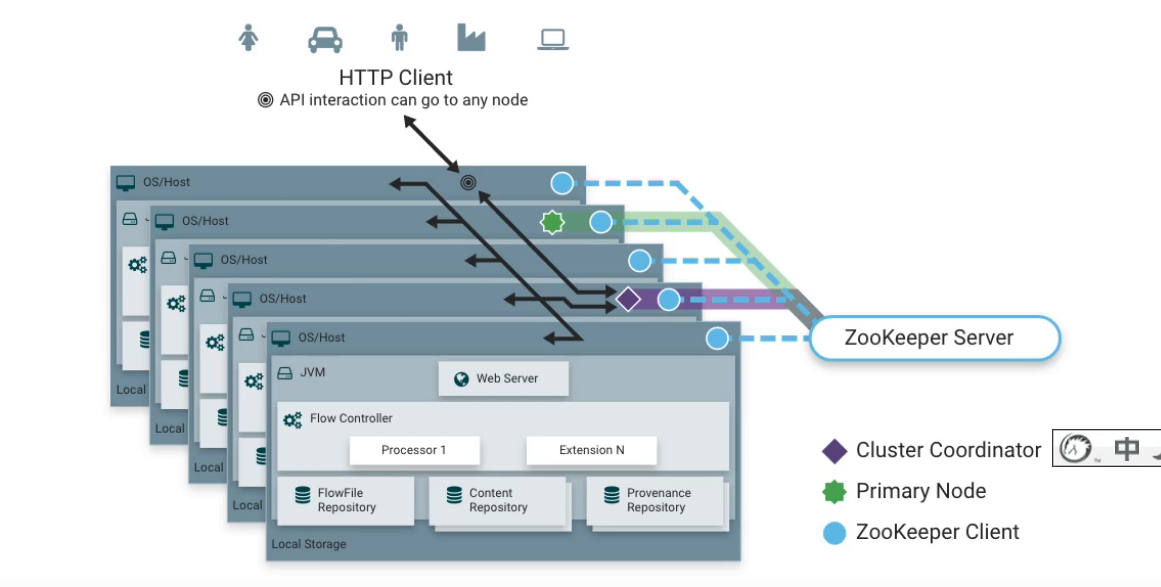 HTTP Client
API interaction can go to any node
OS/Host
OS/Host
OS/Host
OS/Host
OS/Host
JVM
Web Server
Flow Controller
Processor 1
Extension N
FlowFile
Repository
Content
Repository
Provenance
Repository
Local
Local
Local
Local
Local Storage
ZooKeeper Server
Cluster Coordinator
中
Primary Node
ZooKeeper Client